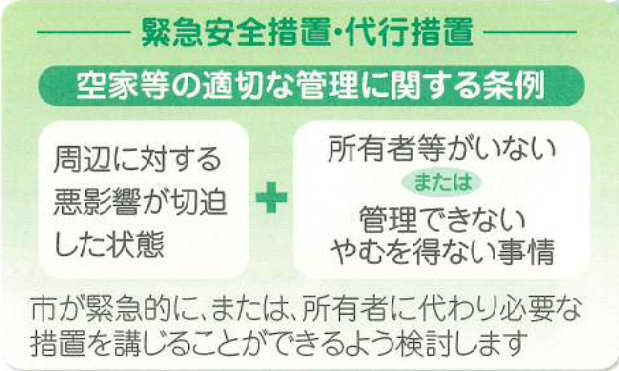 緊急安全措置・代行措置
空家等の適切な管理に関する条例
周辺に対する
悪影響が切迫
した状態
+
所有者等がいない
または
管理できない
やむを得ない事情
市が緊急的に、または、所有者に代わり必要な
措置を講じることができるよう検討します